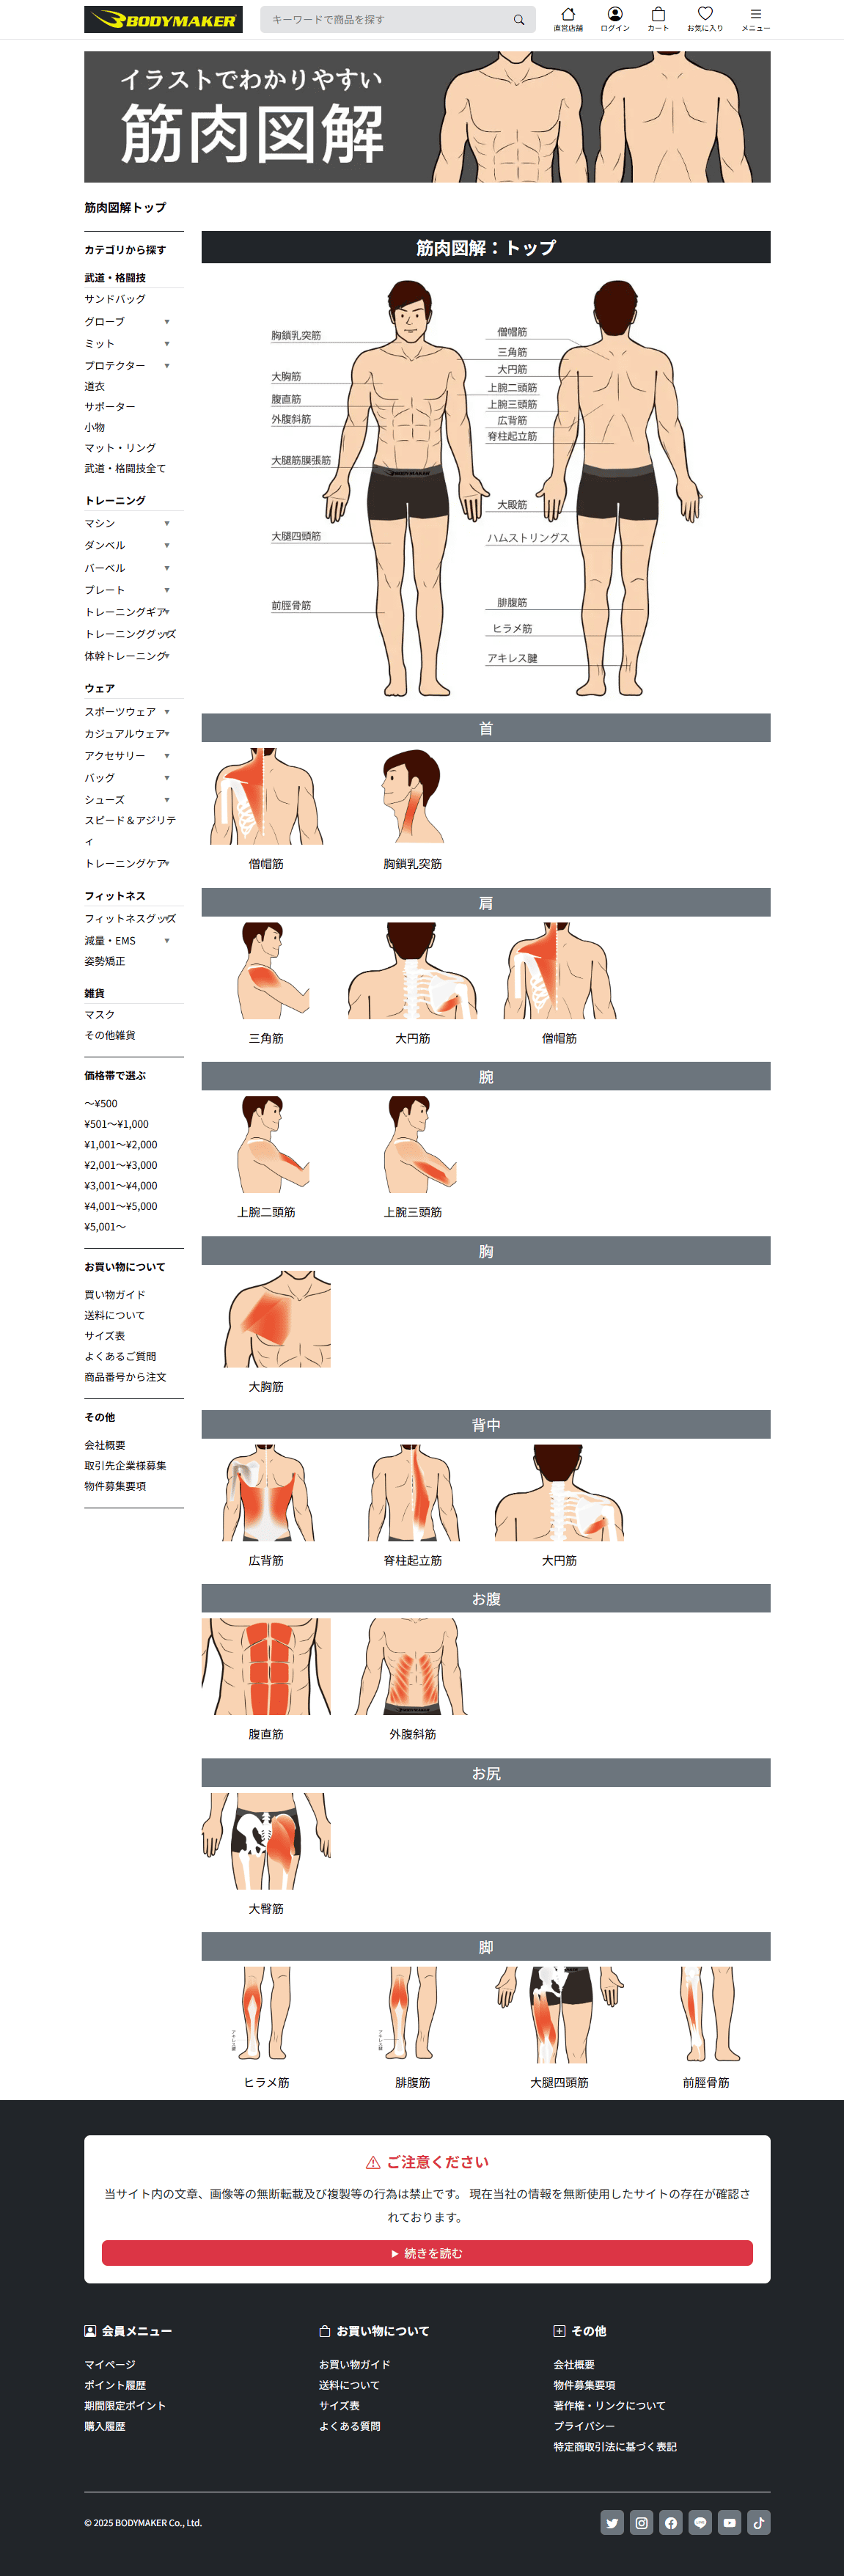 BODYMAKER
キーワードで商品を探す
直営店舗
ログイン
カート
お気に入り
メニュー
イラストでわかりやすい
筋肉図解
筋肉図解トップ
カテゴリから探す
武道・格闘技
サンドバッグ
グローブ
ミット
プロテクター
道衣
サポーター
小物
マット・リング
武道・格闘技全て
トレーニング
マシン
ダンベル
バーベル
プレート
トレーニングギア
トレーニンググッズ
体幹トレーニング
ウェア
スポーツウェア
カジュアルウェア
アクセサリー
バッグ
シューズ
スピード＆アジリテ
ィ
トレーニングケア
フィットネス
フィットネスグッズ
減量・EMS
姿勢矯正
雑貨
マスク
その他雑貨
価格帯で選ぶ
〜¥500
¥501〜¥1,000
¥1,001〜¥2,000
¥2,001〜¥3,000
¥3,001〜¥4,000
¥4,001〜¥5,000
¥5,001〜
お買い物について
買い物ガイド
送料について
サイズ表
よくあるご質問
商品番号から注文
その他
会社概要
取引先企業様募集
物件募集要項
筋肉図解：トップ
胸鎖乳突筋
大胸筋
腹直筋
外腹斜筋
大腿筋膜張筋
大腿四頭筋
前脛骨筋
BODYMAKER
僧帽筋
三角筋
大円筋
上腕二頭筋
上腕三頭筋
広背筋
脊柱起立筋
大殿筋
ハムストリングス
腓腹筋
ヒラメ筋
アキレス腱
首
僧帽筋
胸鎖乳突筋
肩
三角筋
大円筋
僧帽筋
腕
上腕二頭筋
上腕三頭筋
胸
大胸筋
背中
広背筋
脊柱起立筋
大円筋
お腹
腹直筋
外腹斜筋
お尻
大臀筋
脚
アキレス腱
ヒラメ筋
アキレス腱
腓腹筋
大腿四頭筋
前脛骨筋
ご注意ください
当サイト内の文章、画像等の無断転載及び複製等の行為は禁止です。 現在当社の情報を無断使用したサイトの存在が確認さ
れております。
▶ 続きを読む
会員メニュー
マイページ
ポイント履歴
期間限定ポイント
購入履歴
お買い物について
お買い物ガイド
送料について
サイズ表
よくある質問
その他
会社概要
物件募集要項
著作権・リンクについて
プライバシー
特定商取引法に基づく表記
© 2025 BODYMAKER Co., Ltd.